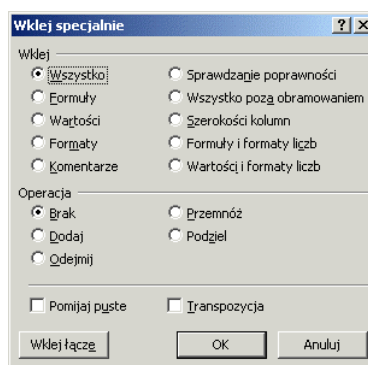 Wklej specjalnie
Wklej
Wszystko
Sprawdzanie poprawności
Formuły
Wszystko poza obramowaniem
Wartości
Szerokości kolumn
Formaty
Formuły i formaty liczb
Komentarze
Wartości i formaty liczb
Operacja
Brak
Przemnóż
Dodaj
Podziel
Odejmij
Pomijaj puste
Transpozycja
Wklej łącze
OK
Anuluj